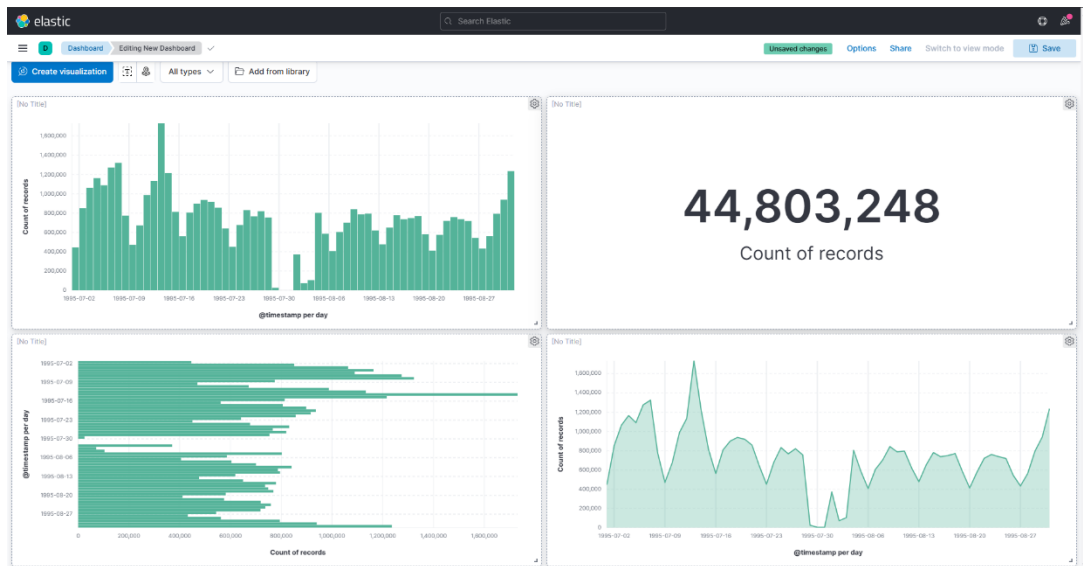 elastic
Search Elastic
D Dashboard Editing New Dashboard Unsaved changes Options Share Switch to view mode Save
Create visualization All types Add from library
[No Title]
1,600,000
1,400,000
1,200,000
1,000,000
800,000
600,000
400,000
200,000
0
Count of records
1995-07-02 1995-07-09 1995-07-16 1995-07-23 1995-07-30 1995-08-06 1995-08-13 1995-08-20 1995-08-27
@timestamp per day
[No Title]
44,803,248
Count of records
[No Title]
1995-07-02
1995-07-09
1995-07-16
1995-07-23
1995-07-30
1995-08-06
1995-08-13
1995-08-20
1995-08-27
@timestamp per day
0 200,000 400,000 600,000 800,000 1,000,000 1,200,000 1,400,000 1,600,000
Count of records
[No Title]
1,600,000
1,400,000
1,200,000
1,000,000
800,000
600,000
400,000
200,000
0
Count of records
1995-07-02 1995-07-09 1995-07-16 1995-07-23 1995-07-30 1995-08-06 1995-08-13 1995-08-20 1995-08-27
@timestamp per day